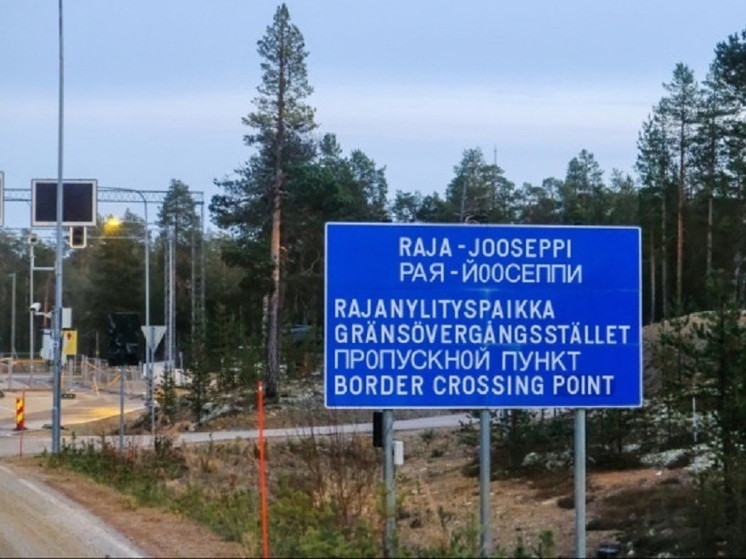 RAJA-JOOSEPPI
РАЯ-ЙООСЕППИ
RAJANYLITYSPAIKKA
GRÄNSÖVERGÅNGSSTÄLLET
ПРОПУСКНОЙ ПУНКТ
BORDER CROSSING POINT